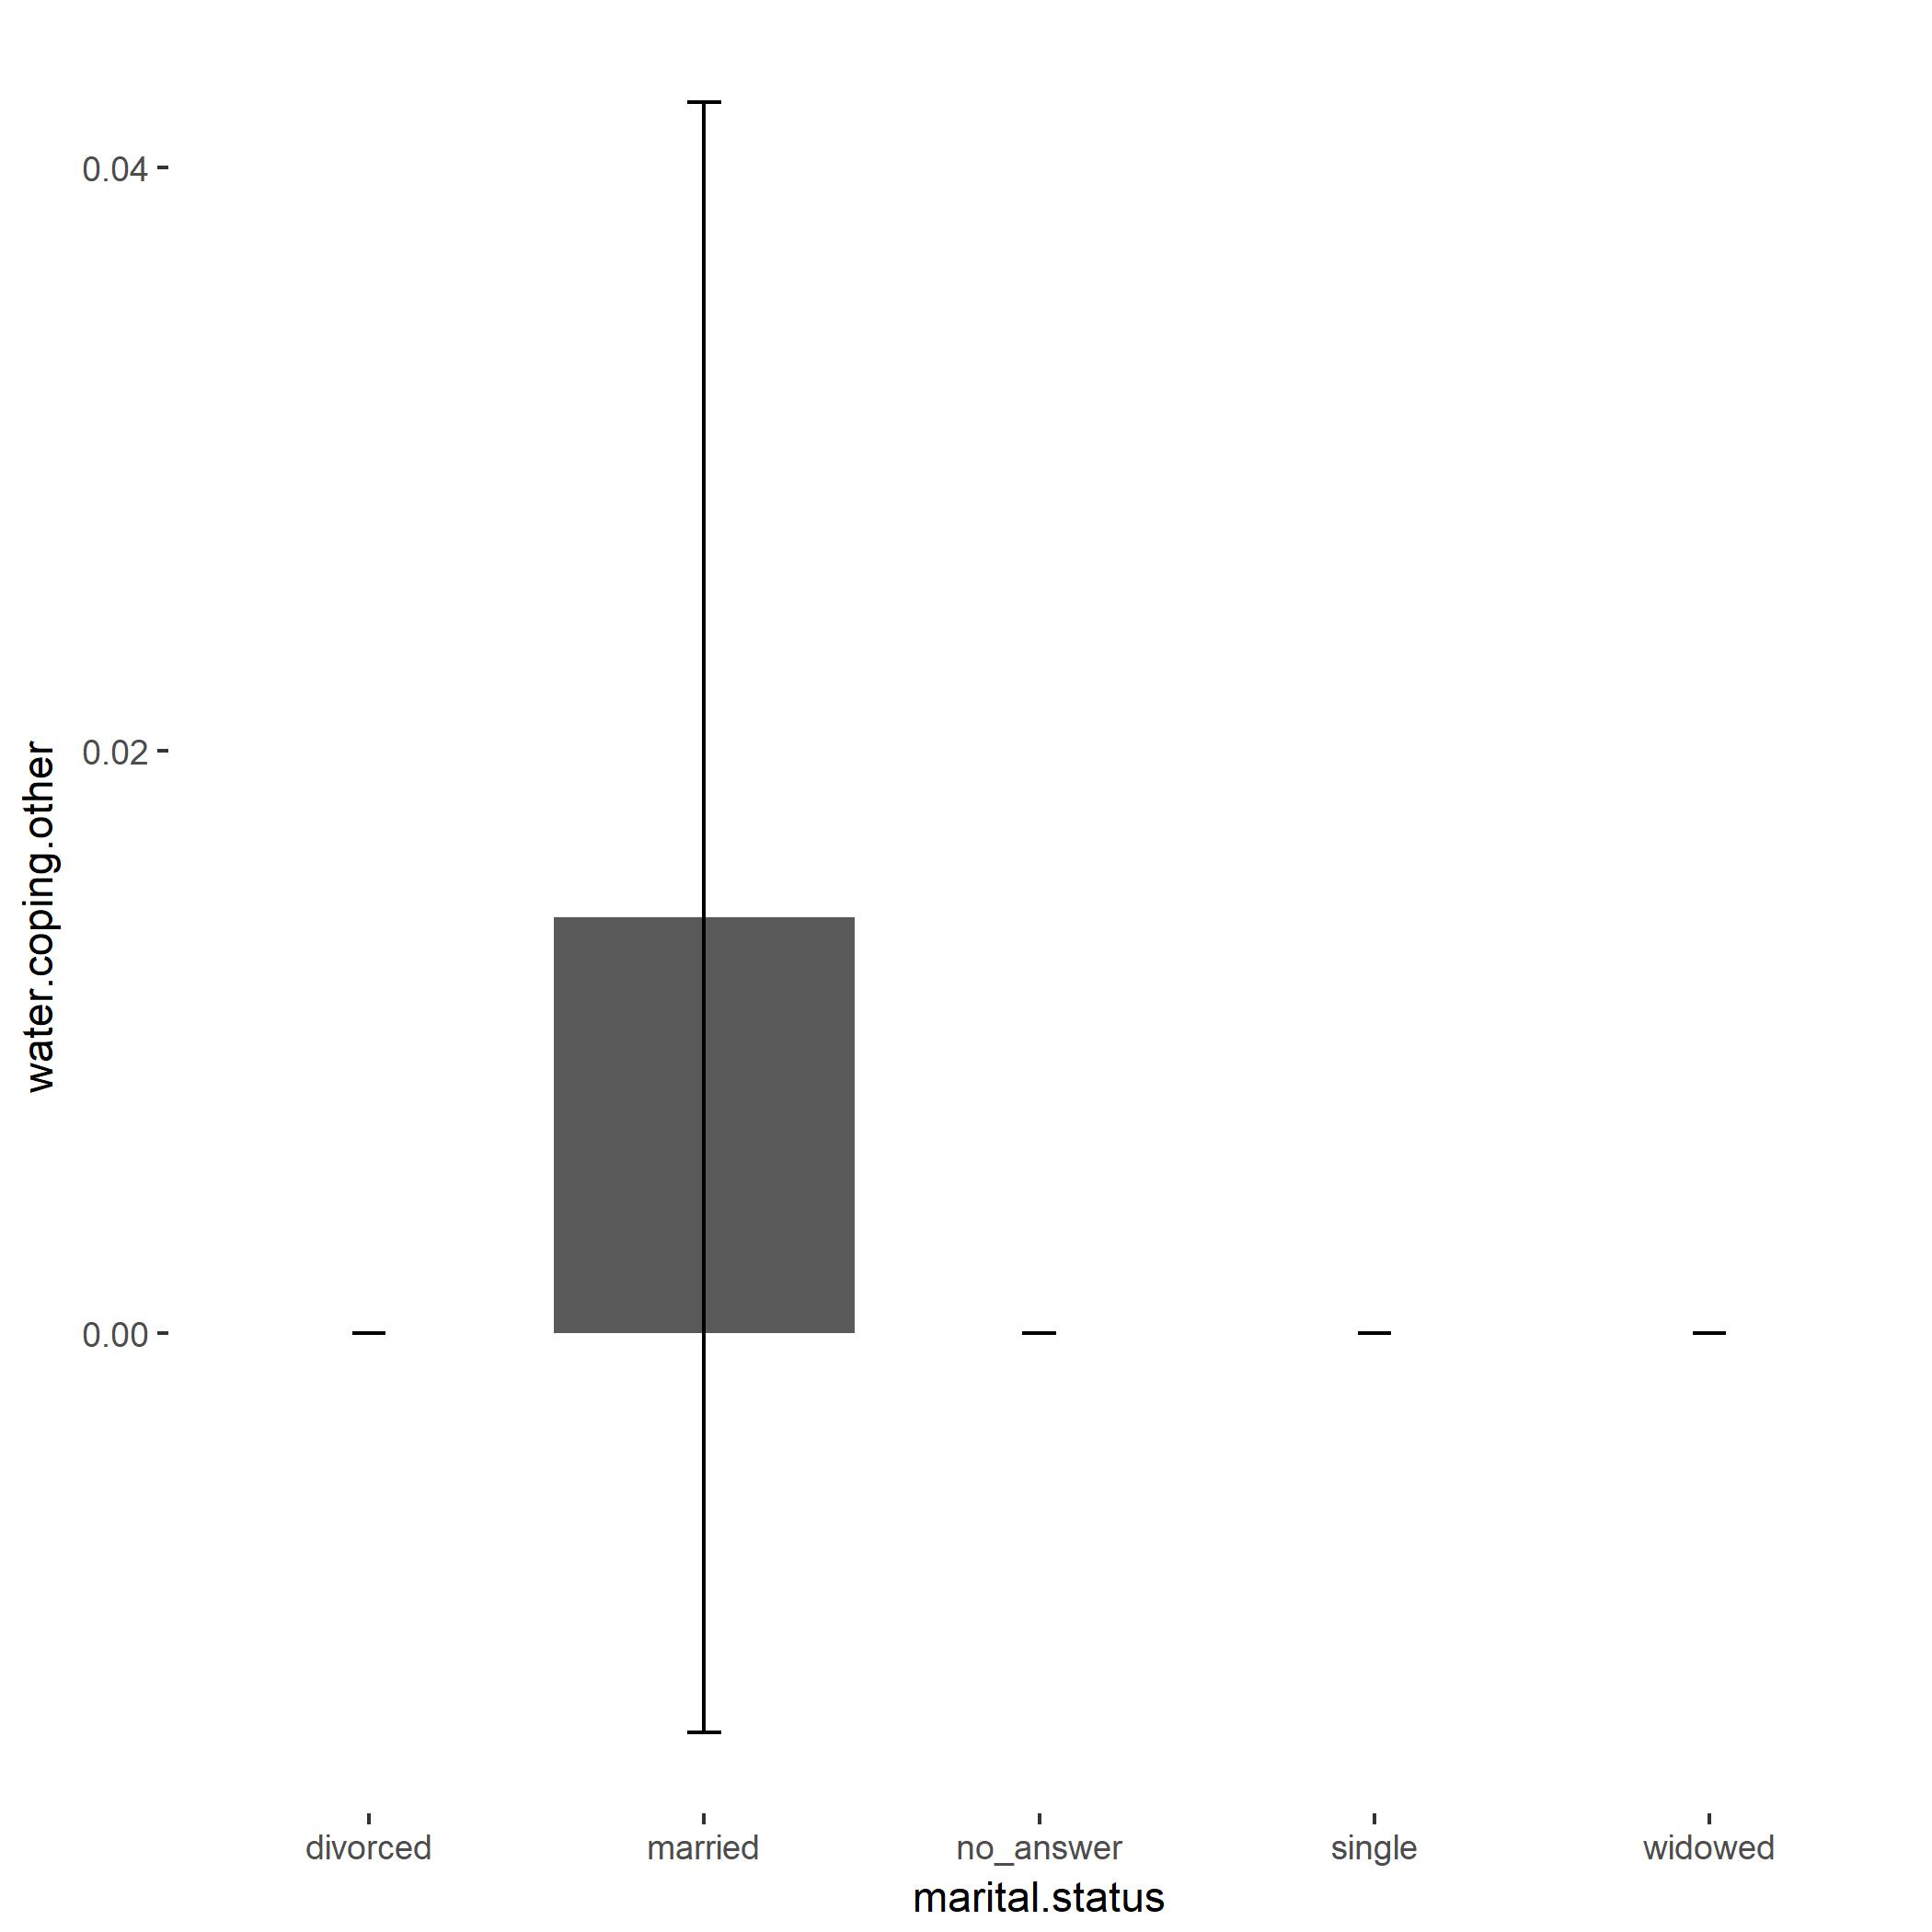 0.04
0.02
0.00
water.coping.other
divorced married no_answer single widowed
marital.status